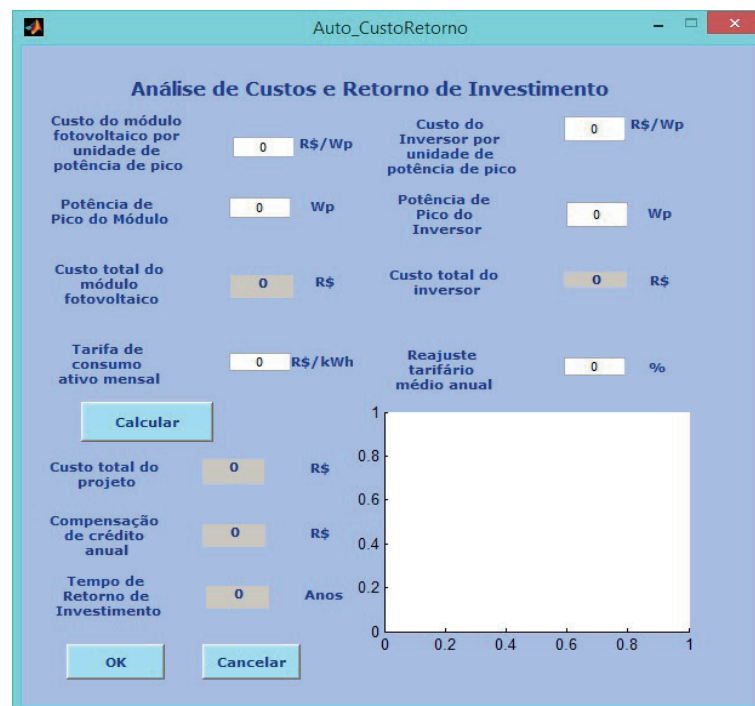 Auto_CustoRetorno
Análise de Custos e Retorno de Investimento
Custo do módulo
fotovoltaico por
unidade de
potência de pico
0
R$/Wp
Custo do
Inversor por
unidade de
potência de pico
0
R$/Wp
Potência de
Pico do Módulo
0
Wp
Potência de
Pico do
Inversor
0
Wp
Custo total do
módulo
fotovoltaico
0
R$
Custo total do
inversor
0
R$
Tarifa de
consumo
ativo mensal
0
R$/kWh
Reajuste
tarifário
médio anual
0
%
Calcular
Custo total do
projeto
0
R$
Compensação
de crédito
anual
0
R$
Tempo de
Retorno de
Investimento
0
Anos
OK
Cancelar
1
0.8
0.6
0.4
0.2
0
0 0.2 0.4 0.6 0.8 1